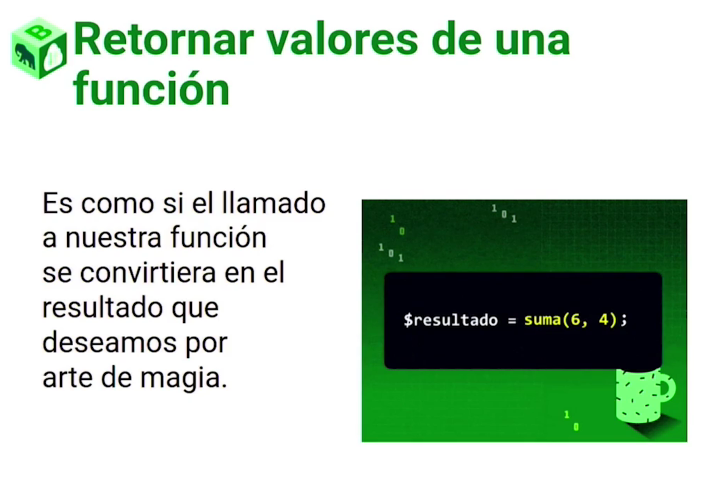 B
Retornar valores de una
función
Es como si el llamado
a nuestra función
se convirtiera en el
resultado que
deseamos por
arte de magia.
1 0 1
1
0
1 0 1
$resultado = suma(6, 4);
1
0